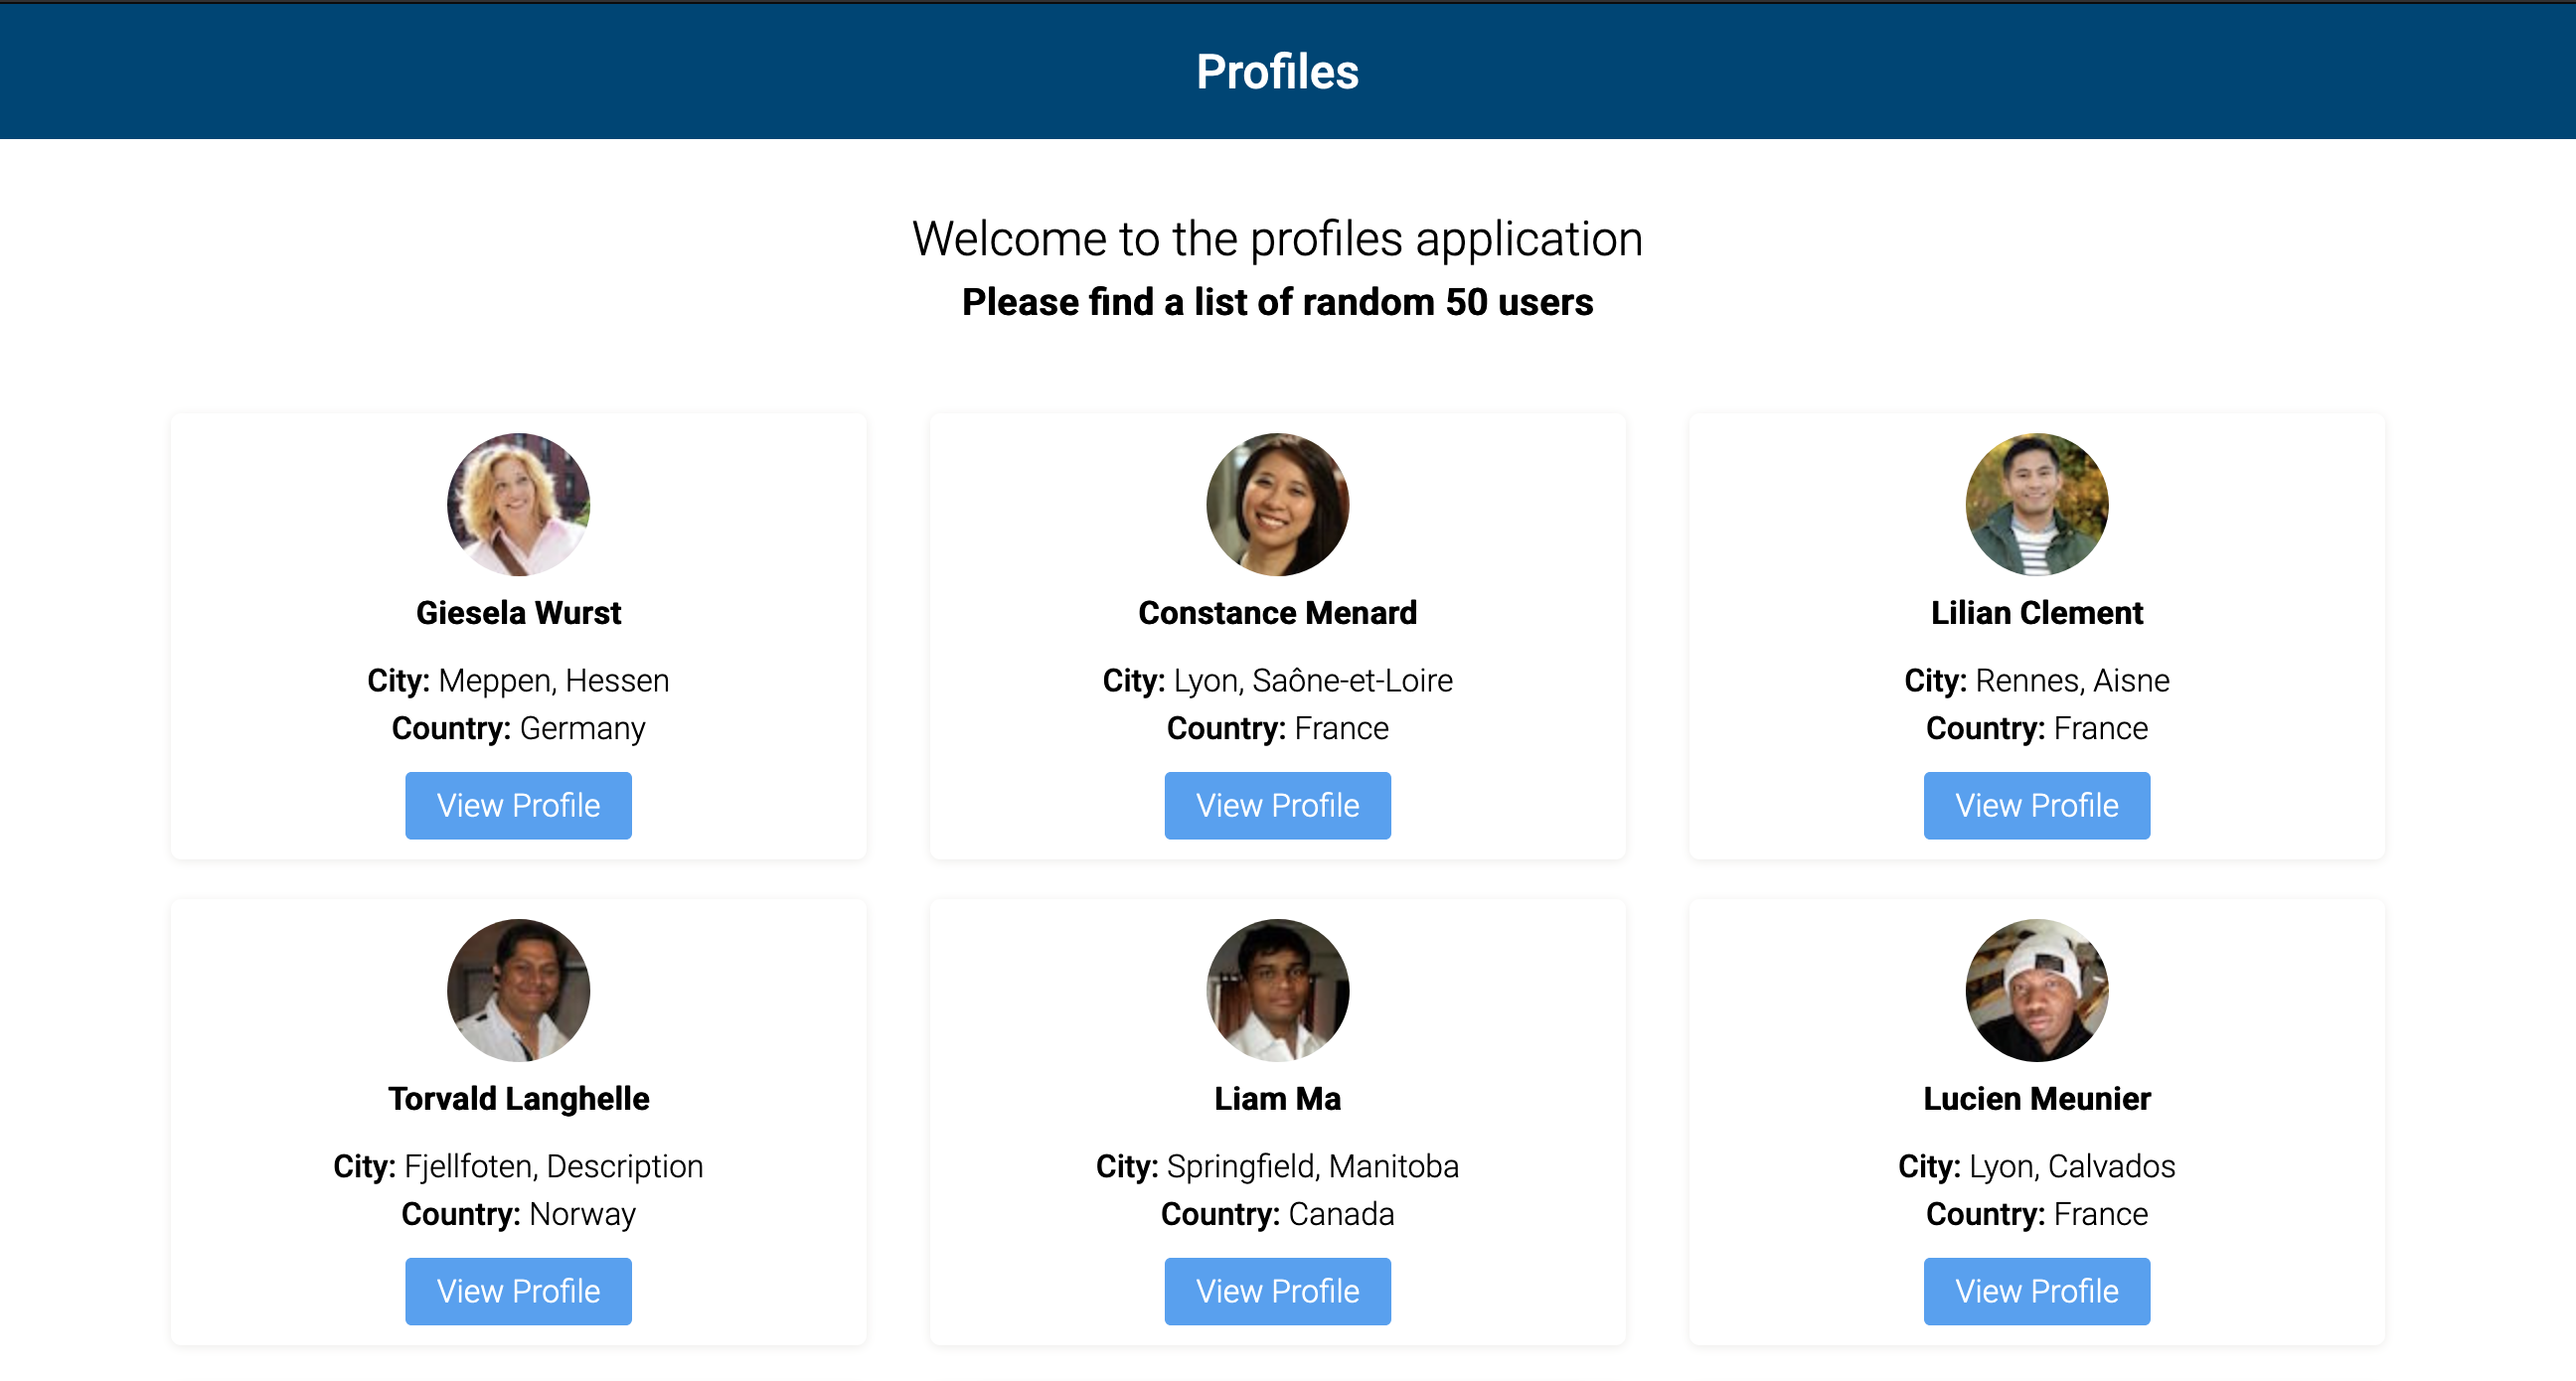 Profiles
Welcome to the profiles application
Please find a list of random 50 users
Giesela Wurst
City: Meppen, Hessen
Country: Germany
View Profile
Constance Menard
City: Lyon, Saône-et-Loire
Country: France
View Profile
Lilian Clement
City: Rennes, Aisne
Country: France
View Profile
Torvald Langhelle
City: Fjellfoten, Description
Country: Norway
View Profile
Liam Ma
City: Springfield, Manitoba
Country: Canada
View Profile
Lucien Meunier
City: Lyon, Calvados
Country: France
View Profile